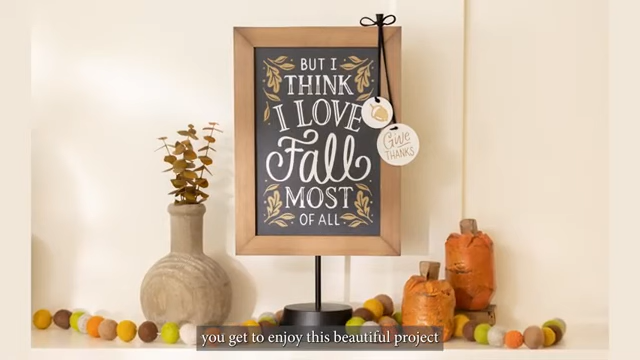 BUT I
THINK
I LOVE
Fall
MOST
OF ALL
Give
THANKS
you get to enjoy this beautiful project